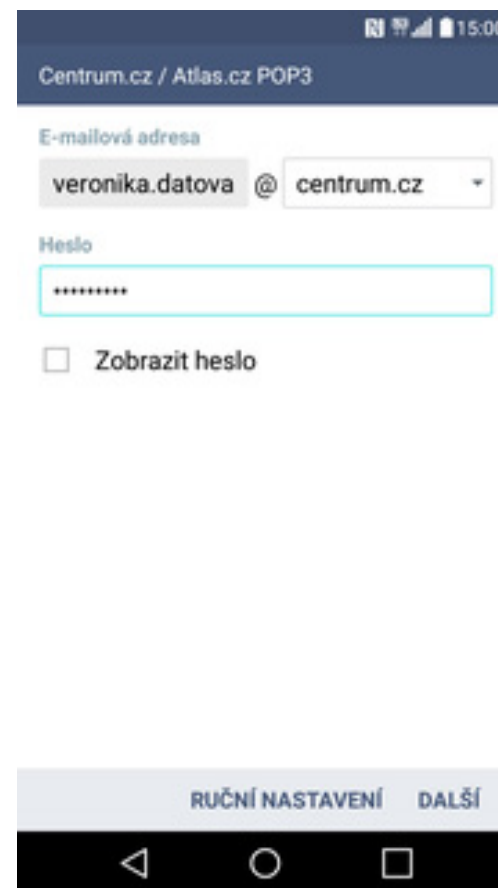 15:00
Centrum.cz / Atlas.cz POP3
E-mailová adresa
veronika.datova @ centrum.cz
Heslo
•••••••••
Zobrazit heslo
RUČNÍ NASTAVENÍ DALŠÍ